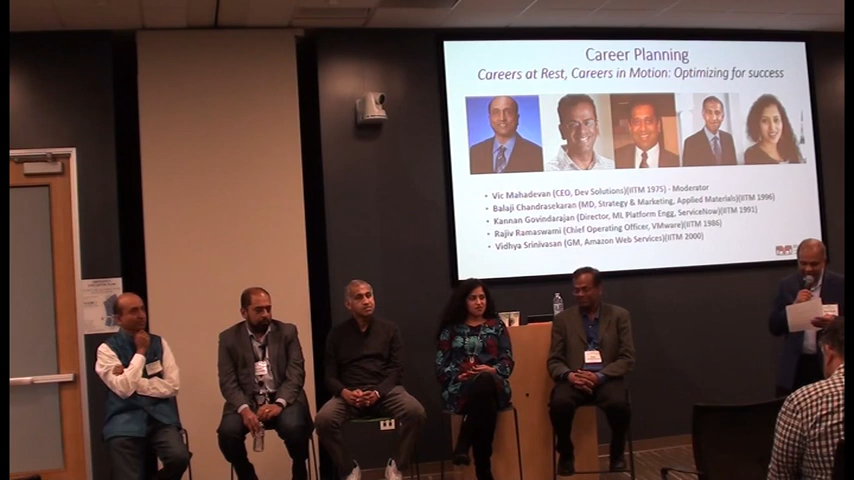 Career Planning
Careers at Rest, Careers in Motion: Optimizing for success
• Vic Mahadevan (CEO, Dev Solutions)(IITM 1975) - Moderator
• Balaji Chandrasekaran (MD, Strategy & Marketing, Applied Materials)(IITM 1996)
• Kannan Govindarajan (Director, ML Platform Engg, ServiceNow)(IITM 1991)
• Rajiv Ramaswami (Chief Operating Officer, VMware)(IITM 1986)
• Vidhya Srinivasan (GM, Amazon Web Services)(IITM 2000)